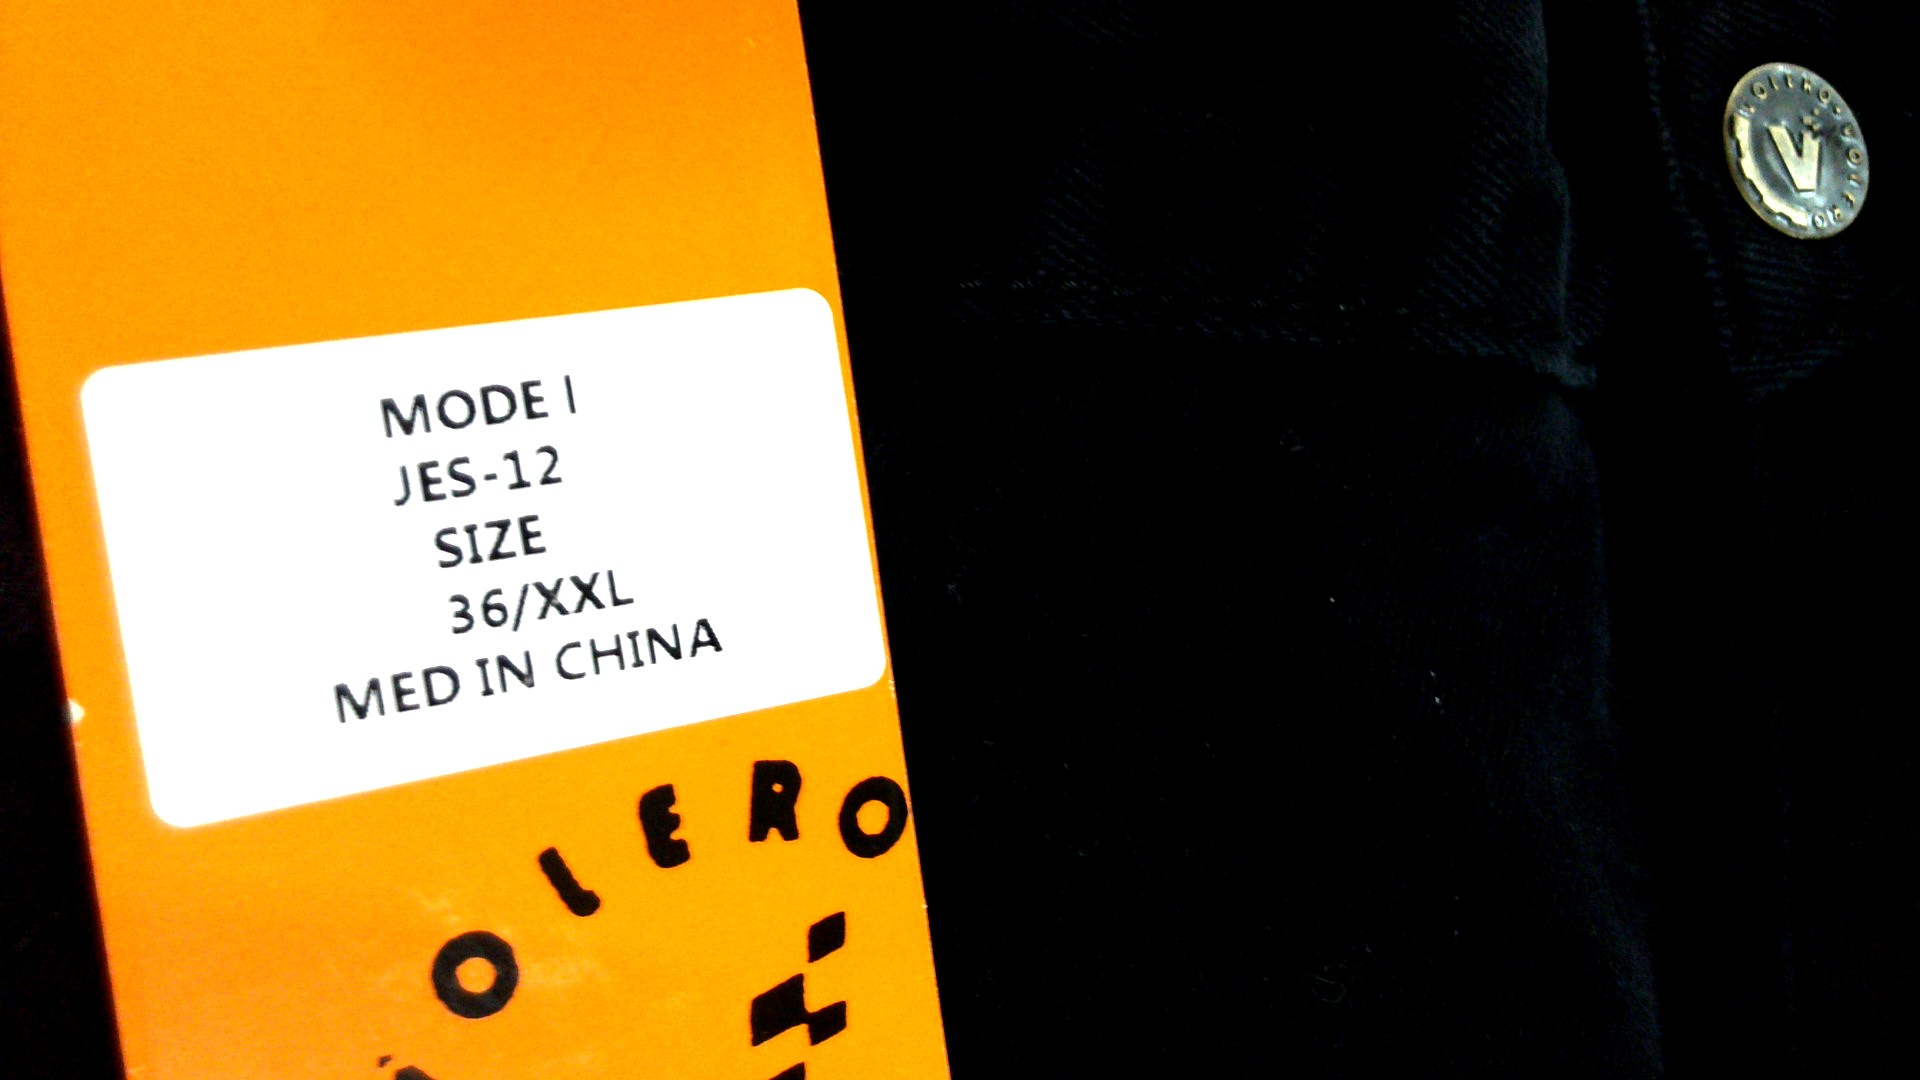 MODE I
JES-12
SIZE
36/XXL
MED IN CHINA
OLERO
V